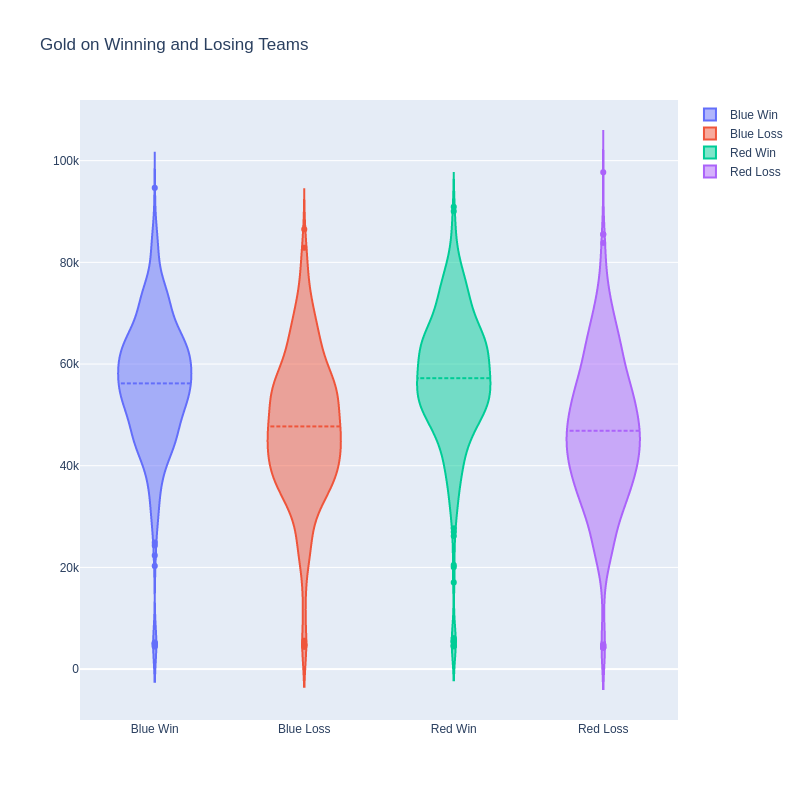 Gold on Winning and Losing Teams
Blue Win
Blue Loss
Red Win
Red Loss
100k
80k
60k
40k
20k
0
Blue Win
Blue Loss
Red Win
Red Loss